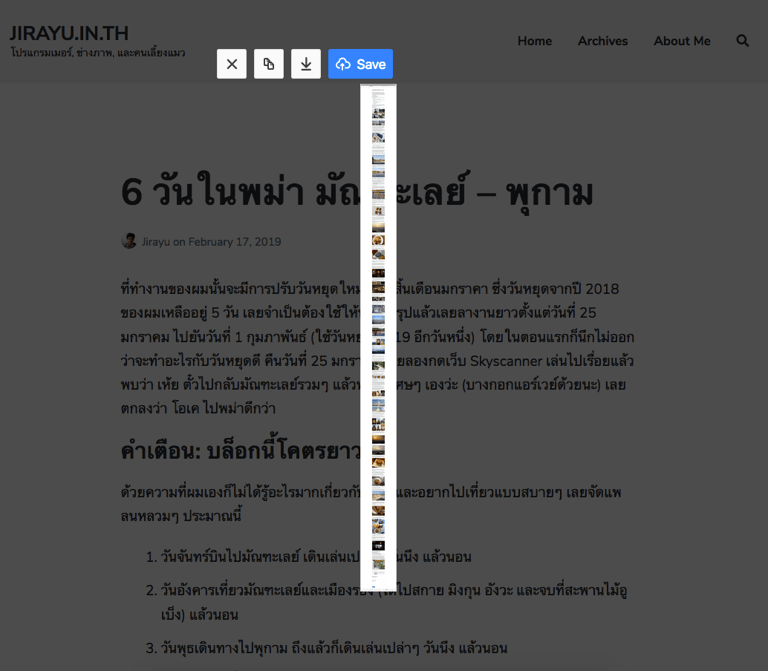 JIRAYU.IN.TH
โปรแกรมเมอร์, ช่างภาพ, และคนเลี้ยงแมว
Home
Archives
About Me
Save
6 วันในพม่า มัณ ะเลย์ – พุกาม
Jirayu on February 17, 2019
ที่ทำงานของผมนั้นจะมีการปรับวันหยุดใหม สิ้นเดือนมกราคา ซึ่งวันหยุดจากปี 2018
ของผมเหลืออยู่ 5 วัน เลยจำเป็นต้องใช้ให้ รุปแล้วเลยลางานยาวตั้งแต่วันที่ 25
มกราคม ไปยันวันที่ 1 กุมภาพันธ์ (ใช้วันหย 19 อีกวันหนึ่ง) โดยในตอนแรกก็นึกไม่ออก
ว่าจะทำอะไรกับวันหยุดดี คืนวันที่ 25 มกรา ยลองกดเว็บ Skyscanner เล่นไปเรื่อยแล้ว
พบว่า เห้ย ตั๋วไปกลับมัณฑะเลย์รวมๆ แล้ว ศษๆ เองว่ะ (บางกอกแอร์เวย์ด้วยนะ) เลย
ตกลงว่า โอเค ไปพม่าดีกว่า
คำเตือน: บล็อกนี้โคตรยาว
ด้วยความที่ผมเองก็ไม่ได้รู้อะไรมากเกี่ยวกับ และอยากไปเที่ยวแบบสบายๆ เลยจัดแพ
ลนหลวมๆ ประมาณนี้
1. วันจันทร์บินไปมัณฑะเลย์ เดินเล่นเป นนึง แล้วนอน
2. วันอังคารเที่ยวมัณฑะเลย์และเมืองรอ (ได้ไปสกาย มิงกุน อังวะ และจบที่สะพานไม้อู
เบ็ง) แล้วนอน
3. วันพุธเดินทางไปพุกาม ถึงแล้วก็เดินเล่นเปล่าๆ วันนึง แล้วนอน